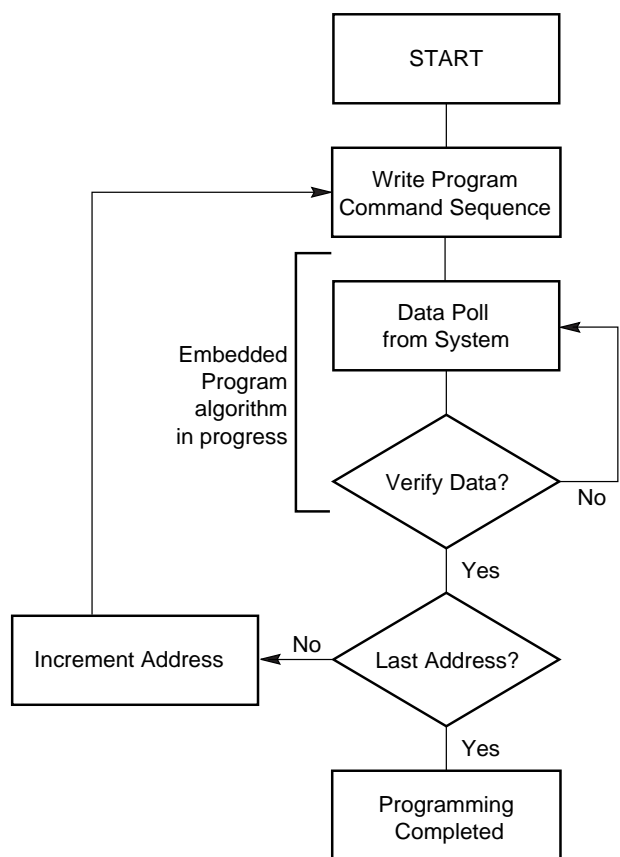 START
Write Program
Command Sequence
Data Poll
from System
Embedded
Program
algorithm
in progress
Verify Data?
No
Yes
Increment Address
No
Last Address?
Yes
Programming
Completed